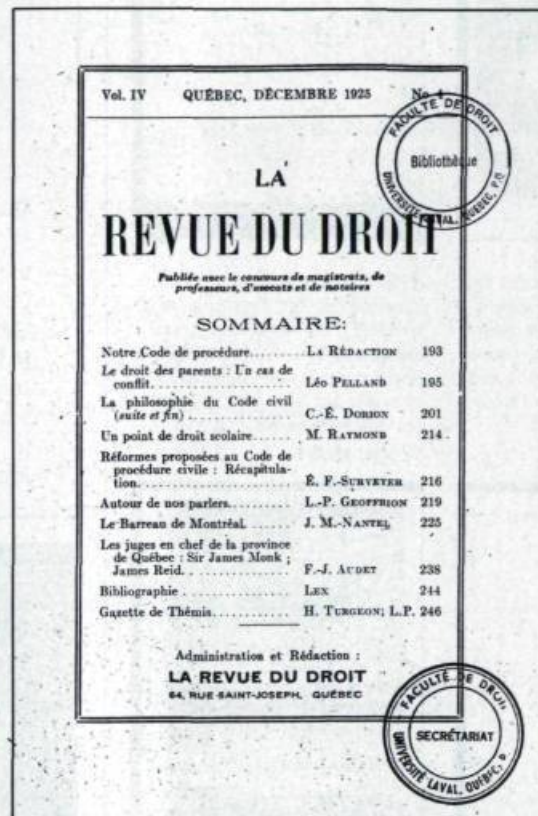 Vol. IV QUÉBEC, DÉCEMBRE 1925 No. 4
FACULTÉ DE DROIT
Bibliothèque
UNIVERSITÉ LAVAL, QUÉBEC, P.Q.
LA
REVUE DU DROIT
Publiée avec le concours de magistrats, de
professeurs, d'avocats et de notaires
SOMMAIRE:
Notre Code de procédure........ LA RÉDACTION 193
Le droit des parents : Un cas de
conflit.................... LÉO PELLAND 195
La philosophie du Code civil
(suite et fin) ................ C.-É. DORION 201
Un point de droit scolaire...... M. RAYMOND 214
Réformes proposées au Code de
procédure civile : Récapitula-
tion...................... É. F.-SURVEYER 216
Autour de nos parlers.......... L.-P. GEOFFRION 219
Le Barreau de Montréal........ J. M.-NANTEL 225
Les juges en chef de la province
de Québec : Sir James Monk ;
James Reid................ F.-J. AUDET 238
Bibliographie ................ LEX 244
Gazette de Thémis............ H. TURGEON; L.P. 246
Administration et Rédaction :
LA REVUE DU DROIT
64, RUE SAINT-JOSEPH, QUÉBEC
FACULTÉ DE DROIT
SECRÉTARIAT
UNIVERSITÉ LAVAL, QUÉBEC, P.